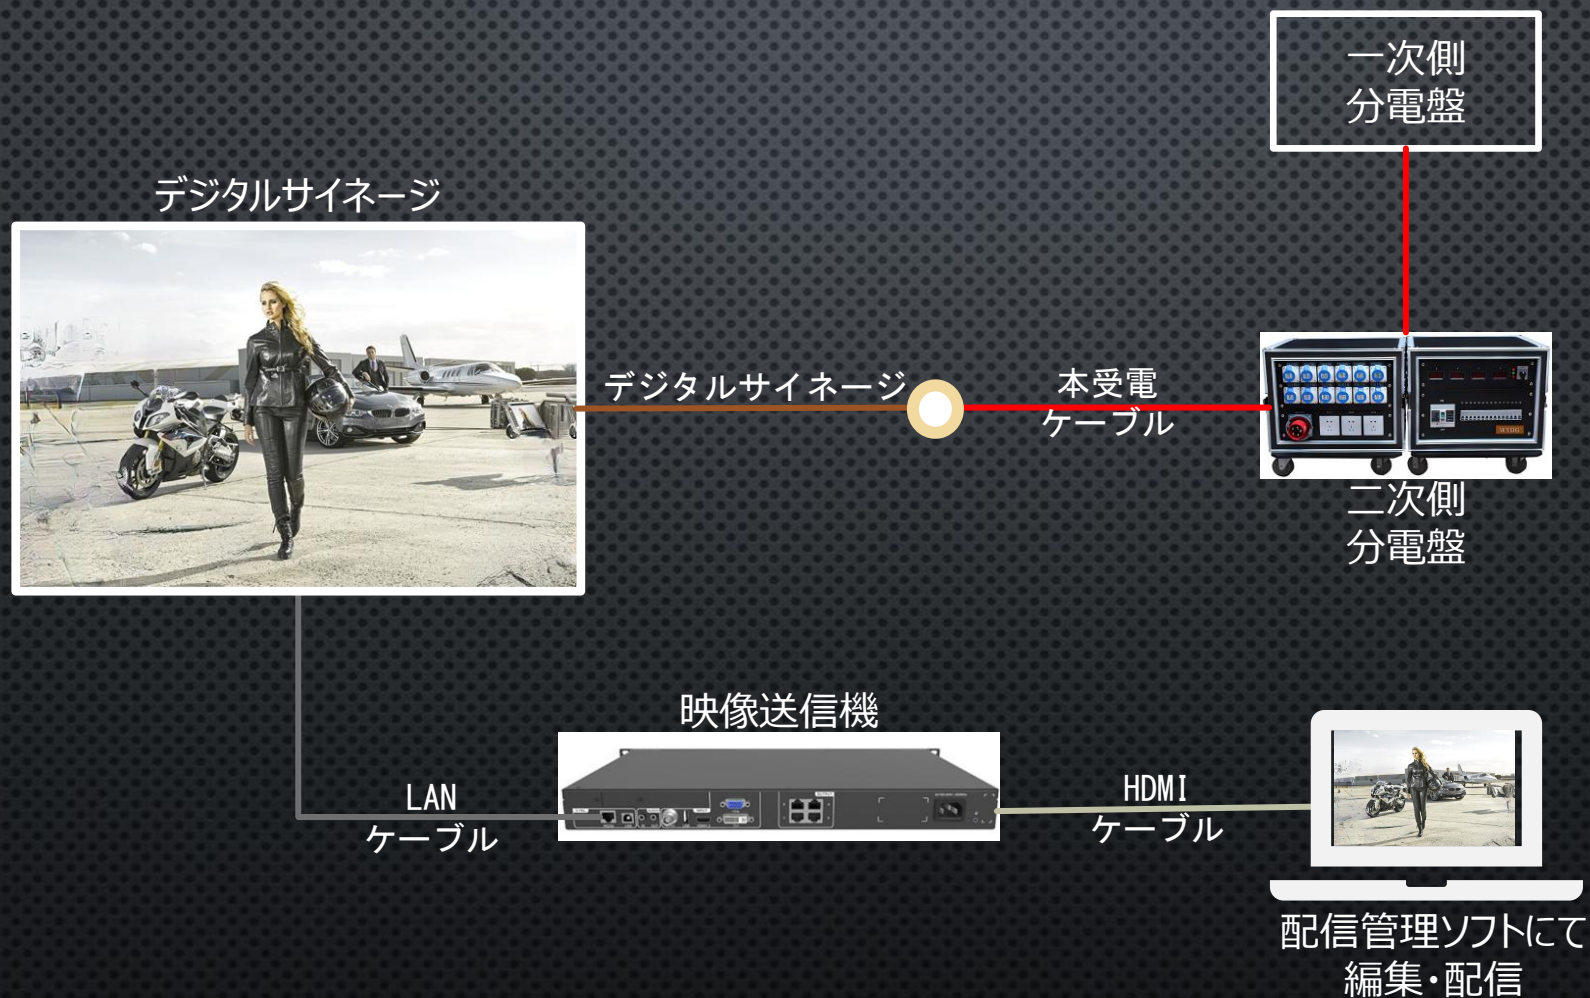 一次側
分電盤
デジタルサイネージ
デジタルサイネージ
本受電
ケーブル
二次側
分電盤
映像送信機
LAN
ケーブル
HDMI
ケーブル
配信管理ソフトにて
編集・配信